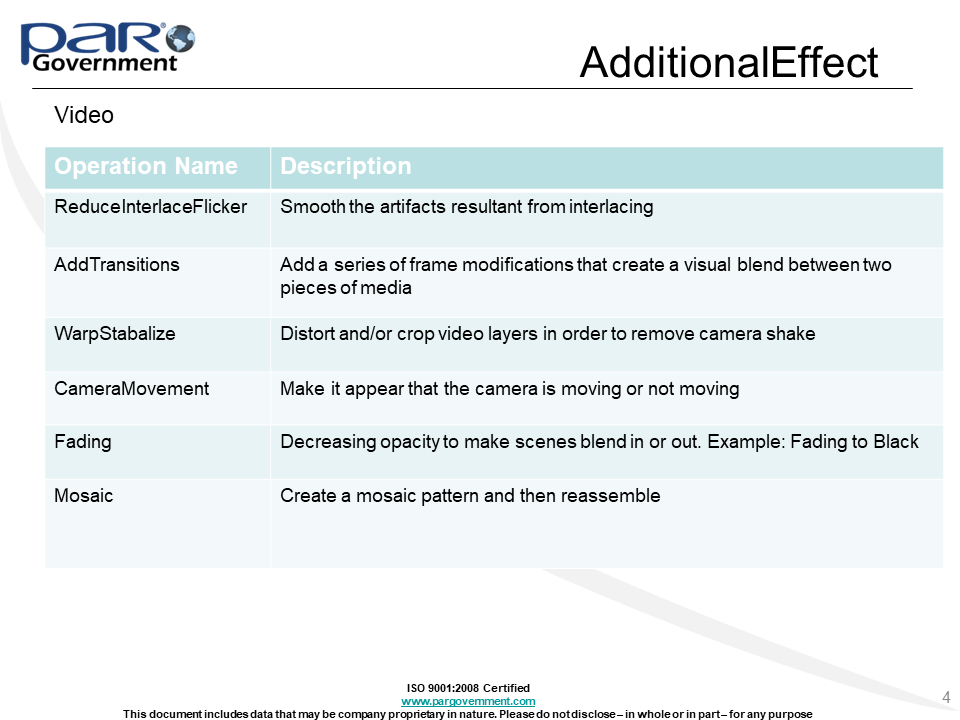 PAR®
Government
AdditionalEffect
Video
Operation Name Description
ReduceInterlaceFlicker Smooth the artifacts resultant from interlacing
AddTransitions Add a series of frame modifications that create a visual blend between two
pieces of media
WarpStabalize Distort and/or crop video layers in order to remove camera shake
CameraMovement Make it appear that the camera is moving or not moving
Fading Decreasing opacity to make scenes blend in or out. Example: Fading to Black
Mosaic Create a mosaic pattern and then reassemble
ISO 9001:2008 Certified
www.pargovernment.com
This document includes data that may be company proprietary in nature. Please do not disclose – in whole or in part – for any purpose
4